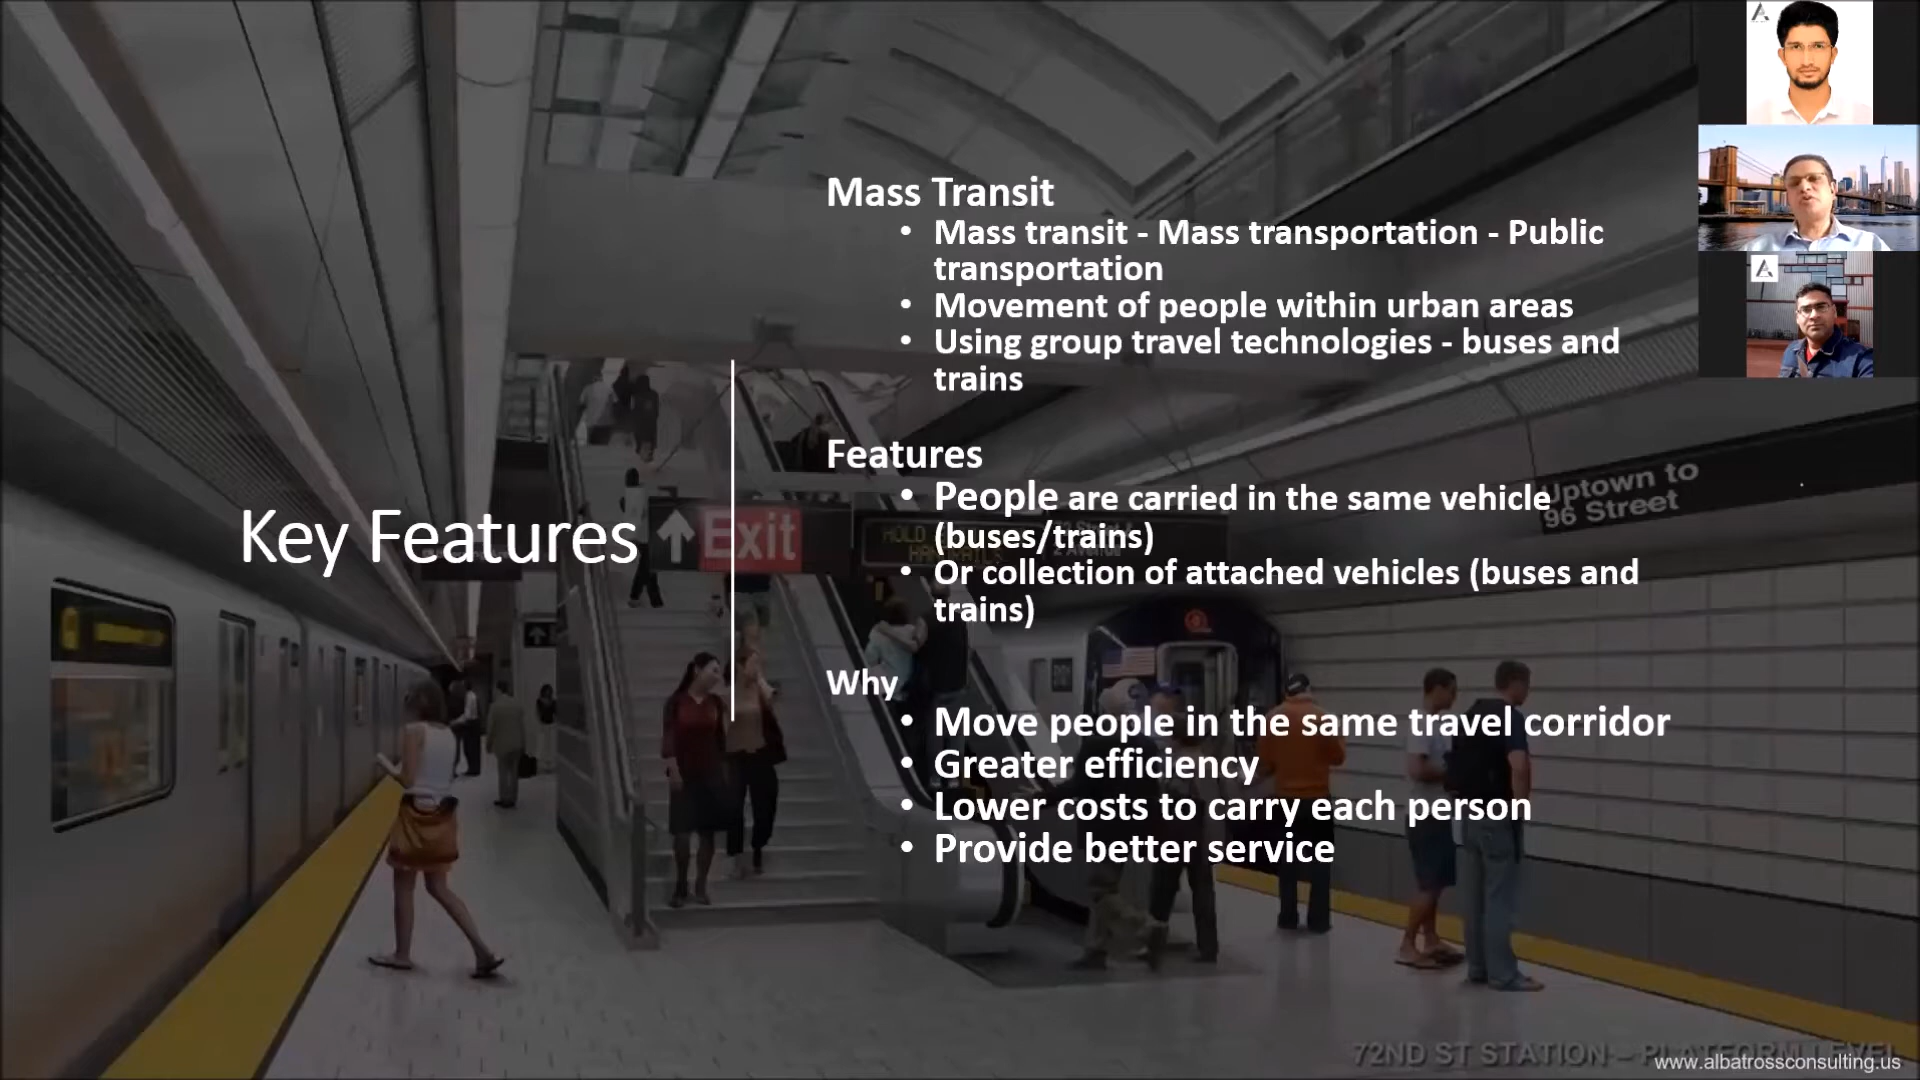 Mass Transit
• Mass transit - Mass transportation - Public
transportation
• Movement of people within urban areas
• Using group travel technologies - buses and
trains
Features
• People are carried in the same vehicle
(buses/trains)
• Or collection of attached vehicles (buses and
trains)
Why
• Move people in the same travel corridor
• Greater efficiency
• Lower costs to carry each person
• Provide better service
Key Features
Exit
HOLD
Uptown to
96 Street
72ND ST STATION – PLATFORM LEVEL
www.albatrossconsulting.us